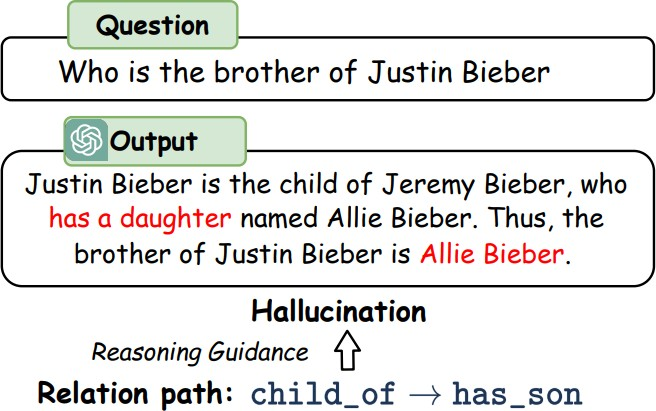 Question
Who is the brother of Justin Bieber
Output
Justin Bieber is the child of Jeremy Bieber, who
has a daughter named Allie Bieber. Thus, the
brother of Justin Bieber is Allie Bieber.
Hallucination
Reasoning Guidance
Relation path: child_of → has_son